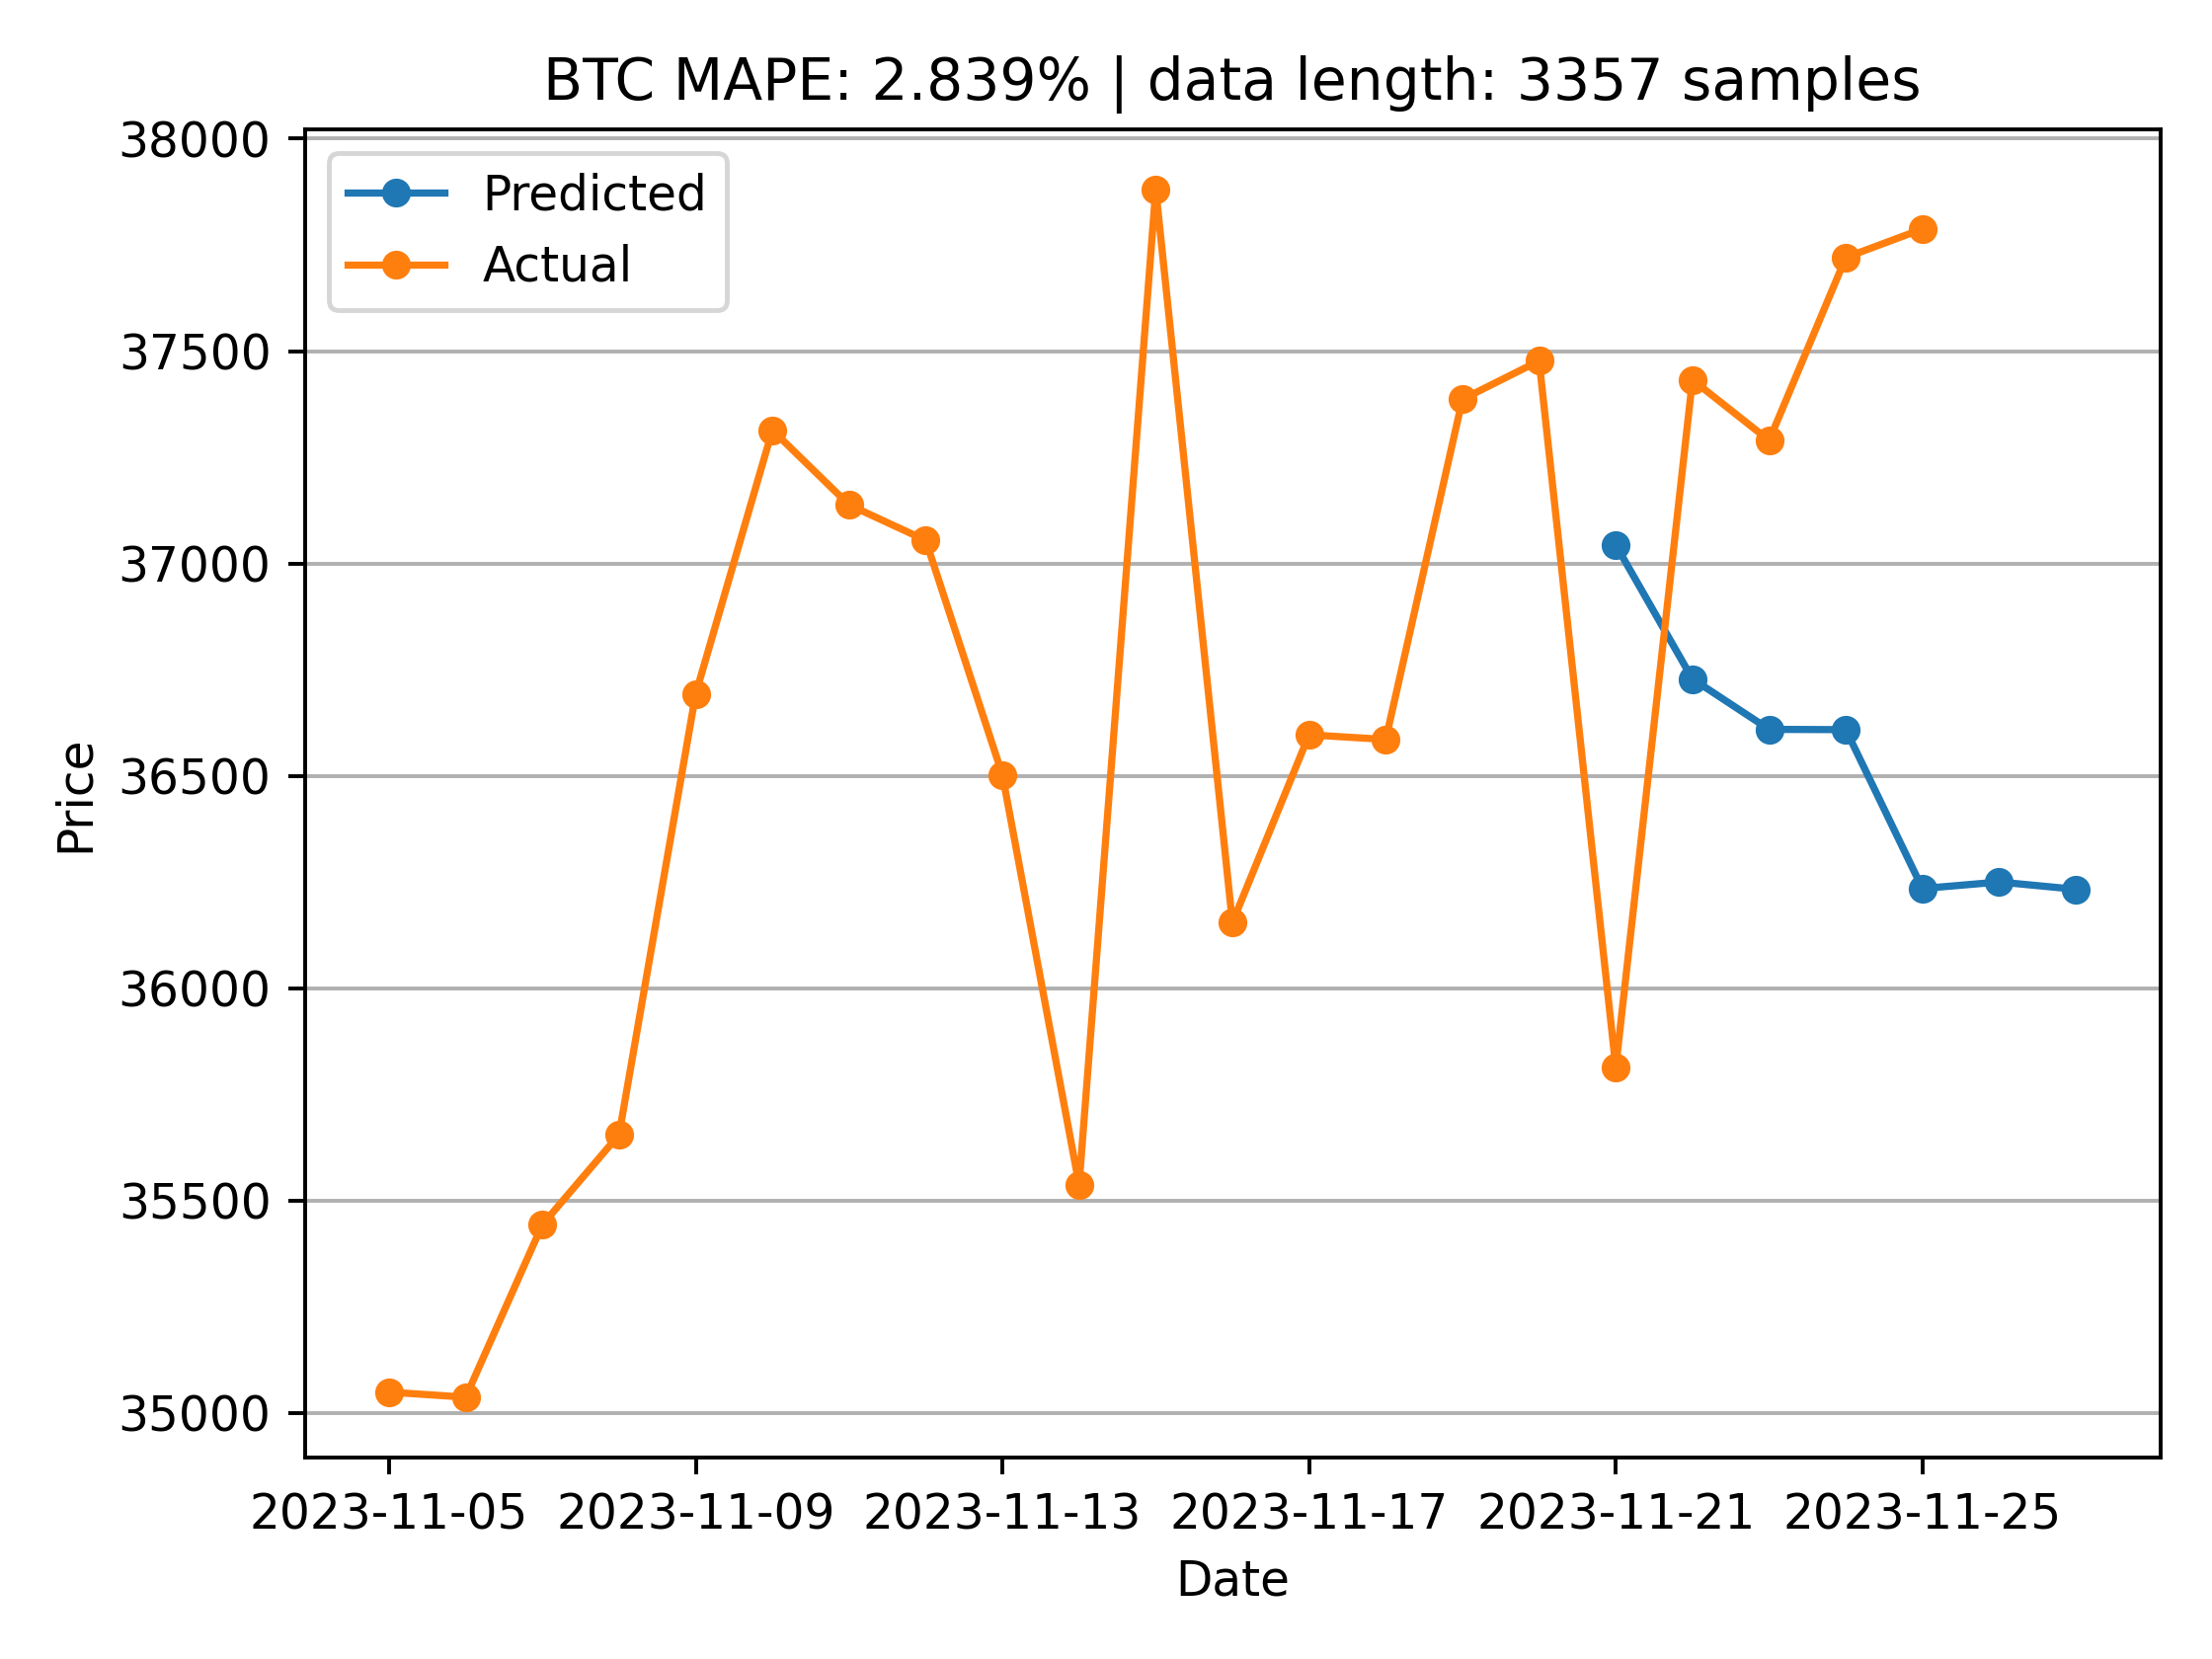 BTC MAPE: 2.839% | data length: 3357 samples
38000
37500
37000
36500
36000
35500
35000
Price
Predicted
Actual
2023-11-05 2023-11-09 2023-11-13 2023-11-17 2023-11-21 2023-11-25
Date